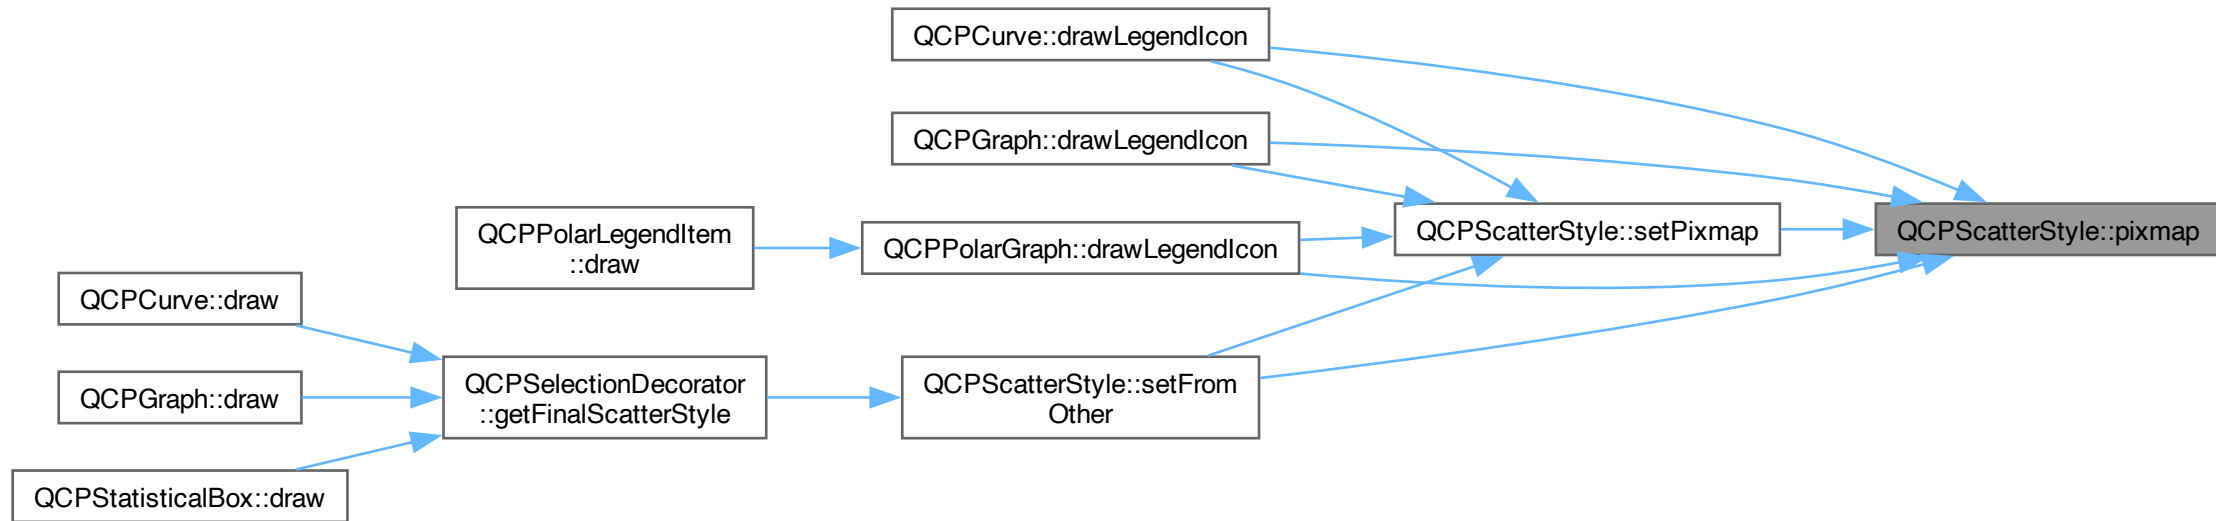 QCPCurve::drawLegendIcon
QCPGraph::drawLegendIcon
QCPPolarLegendItem
::draw
QCPPolarGraph::drawLegendIcon
QCPScatterStyle::setPixmap
QCPScatterStyle::pixmap
QCPCurve::draw
QCPGraph::draw
QCPSelectionDecorator
::getFinalScatterStyle
QCPScatterStyle::setFrom
Other
QCPStatisticalBox::draw